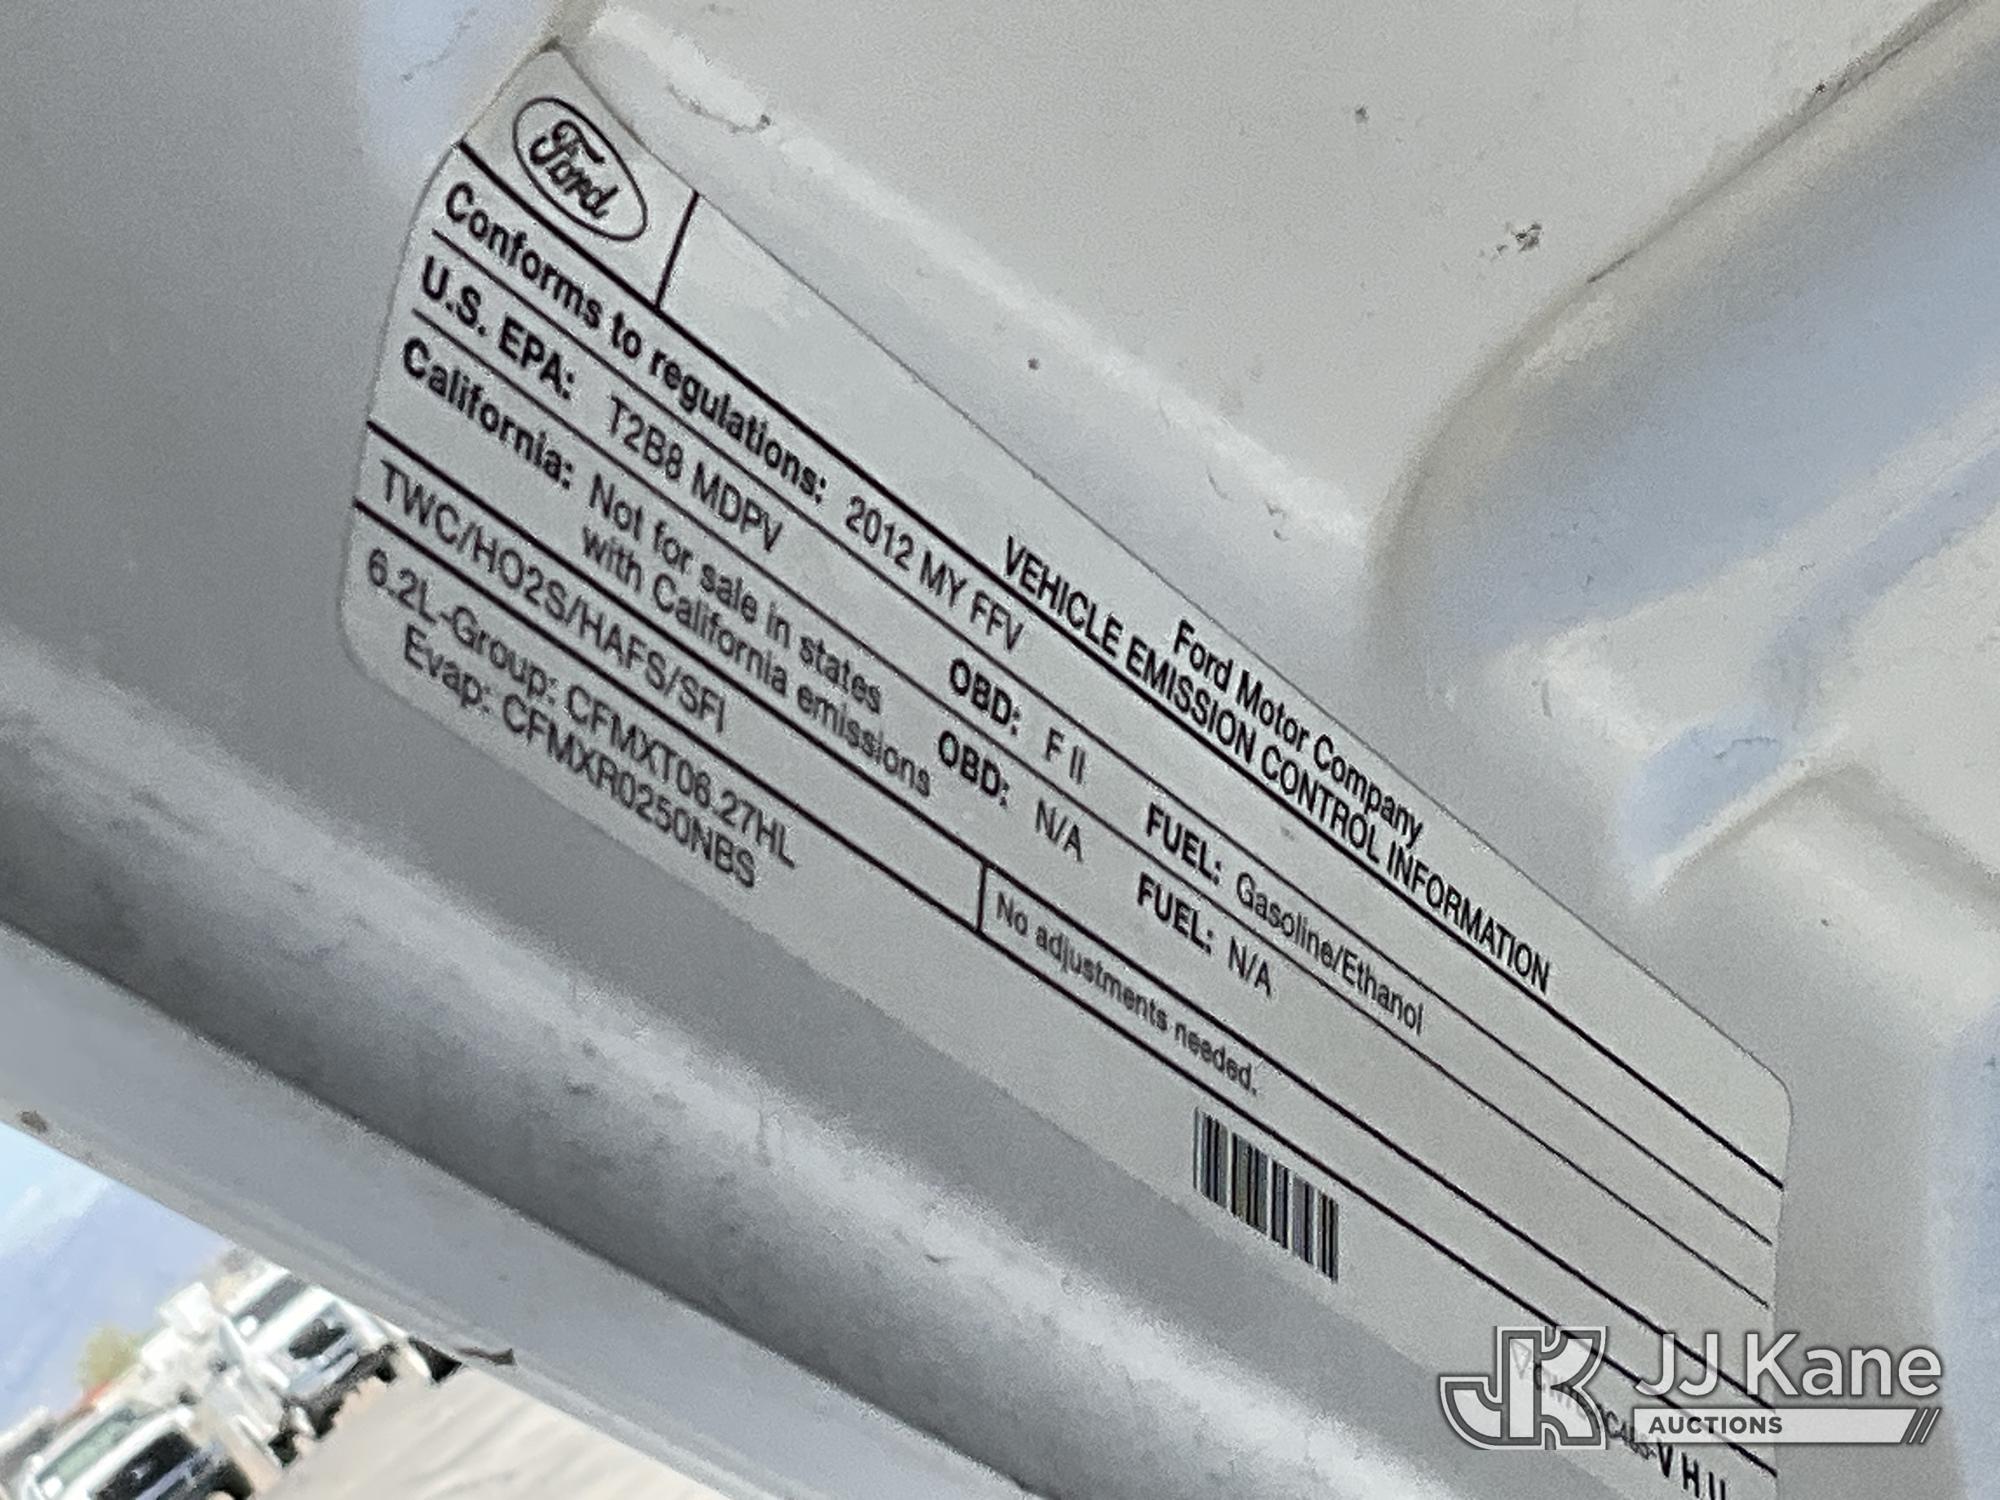 Ford
Ford Motor Company
VEHICLE EMISSION CONTROL INFORMATION
Conforms to regulations: 2012 MY FFV
U.S. EPA: T2B8 MDPV OBD: F II FUEL: Gasoline/Ethanol
California: Not for sale in states with California emissions OBD: N/A FUEL: N/A
TWC/HO2S/HAFS/SFI No adjustments needed.
6.2L-Group: CFMXT06.27HL
Evap: CFMXR0250NBS
JJ Kane
AUCTIONS